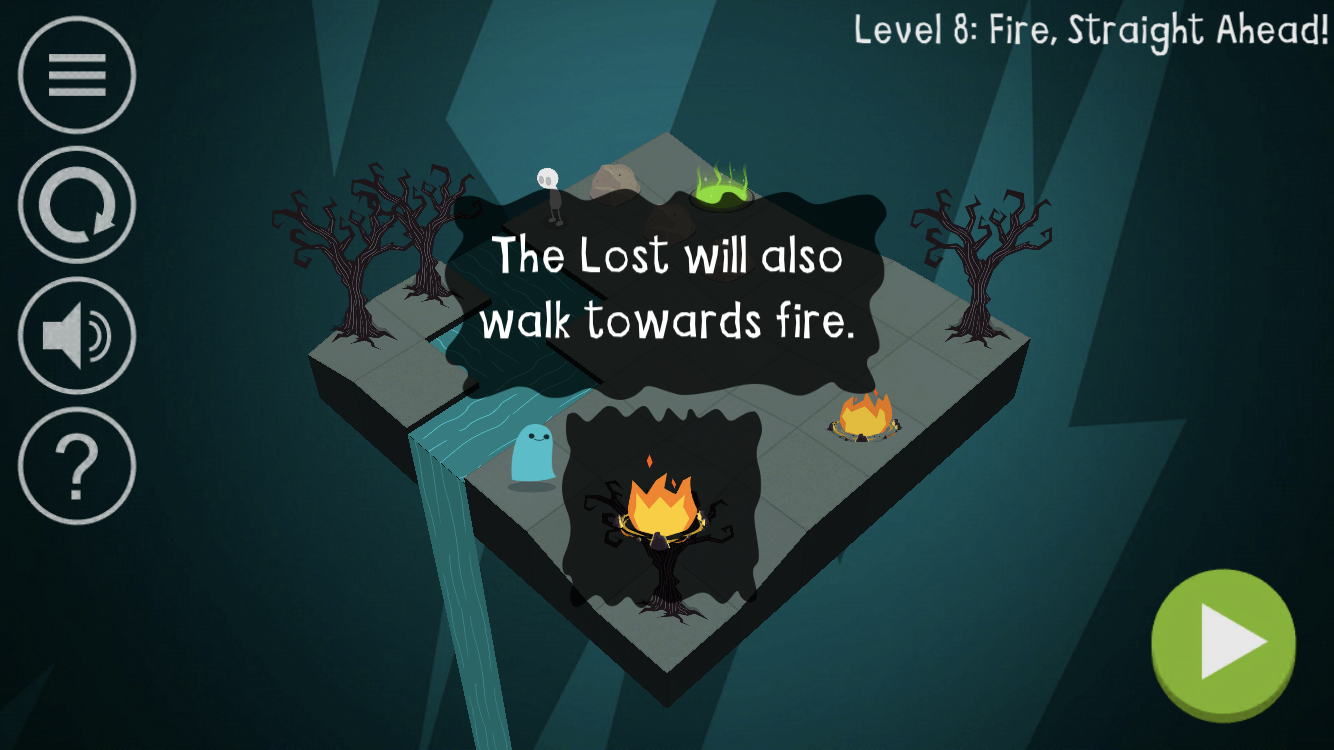 Level 8: Fire, Straight Ahead!
The Lost will also
walk towards fire.
?